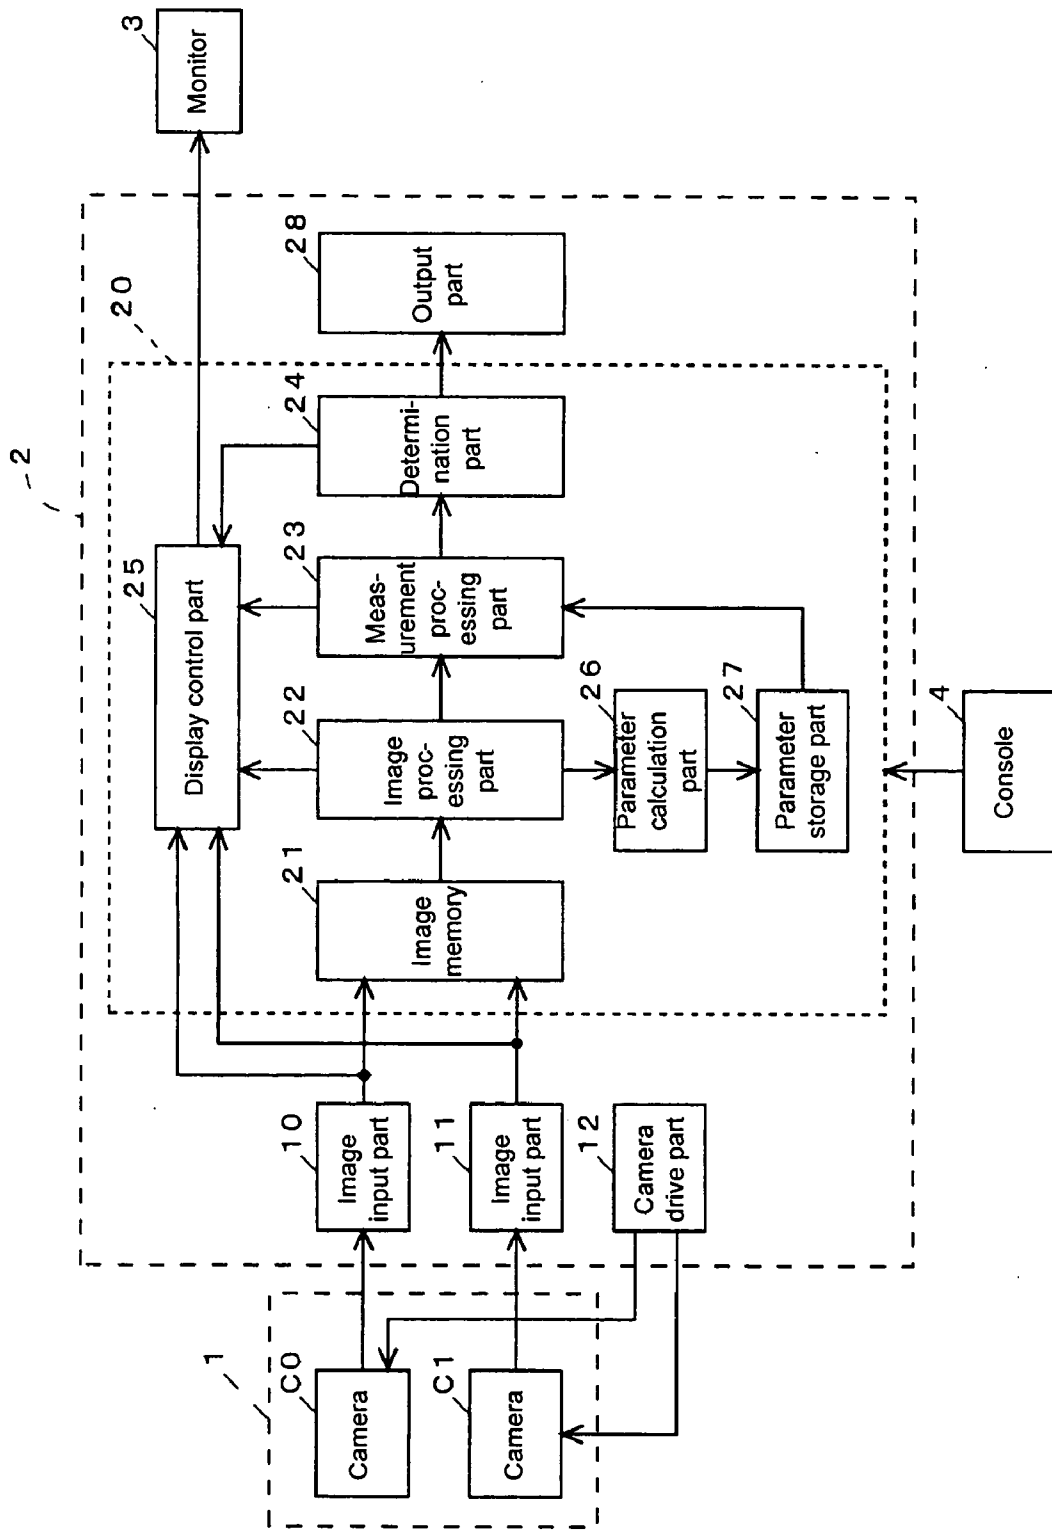 1
C0
Camera
C1
Camera
2
10
Image
input part
11
Image
input part
12
Camera
drive part
20
25
Display control part
21
Image
memory
22
Image
proc-
essing
part
23
Meas-
urement
proc-
essing
part
24
Determi-
nation
part
26
Parameter
calculation
part
27
Parameter
storage part
28
Output
part
3
Monitor
4
Console